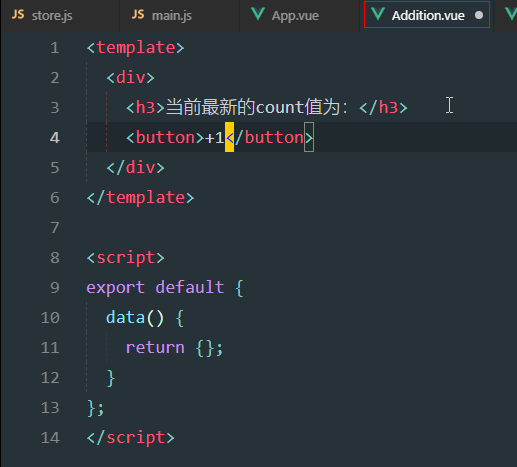 JS store.js JS main.js App.vue Addition.vue
1 <template>
2 <div>
3 <h3>当前最新的count值为：</h3>
4 <button>+1</button>
5 </div>
6 </template>
7
8 <script>
9 export default {
10 data() {
11 return {};
12 }
13 };
14 </script>